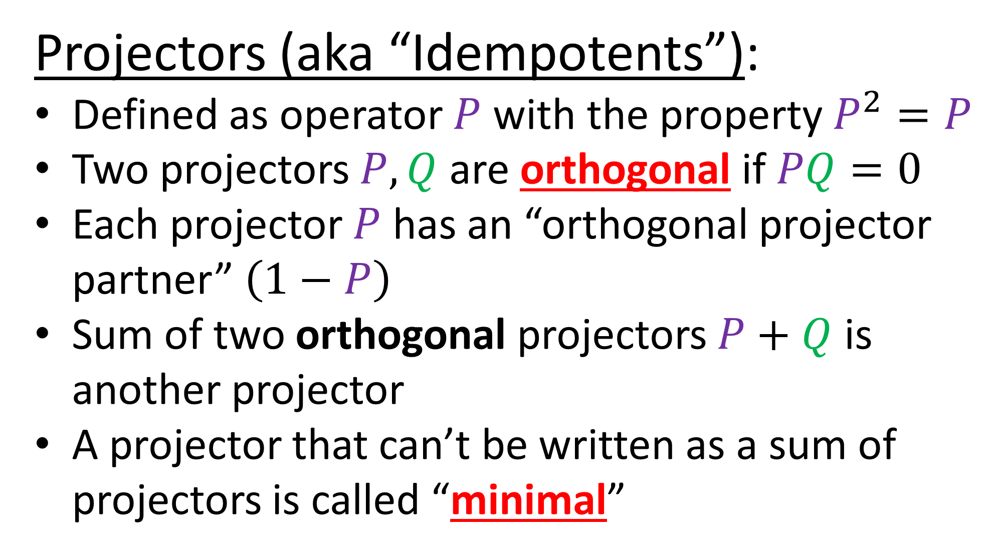 Projectors (aka “Idempotents”):
• Defined as operator P with the property P² = P
• Two projectors P, Q are orthogonal if PQ = 0
• Each projector P has an “orthogonal projector
partner” (1 − P)
• Sum of two orthogonal projectors P + Q is
another projector
• A projector that can’t be written as a sum of
projectors is called “minimal”